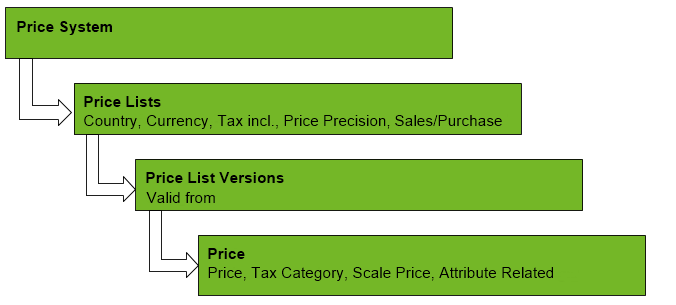 Price System
Price Lists
Country, Currency, Tax incl., Price Precision, Sales/Purchase
Price List Versions
Valid from
Price
Price, Tax Category, Scale Price, Attribute Related